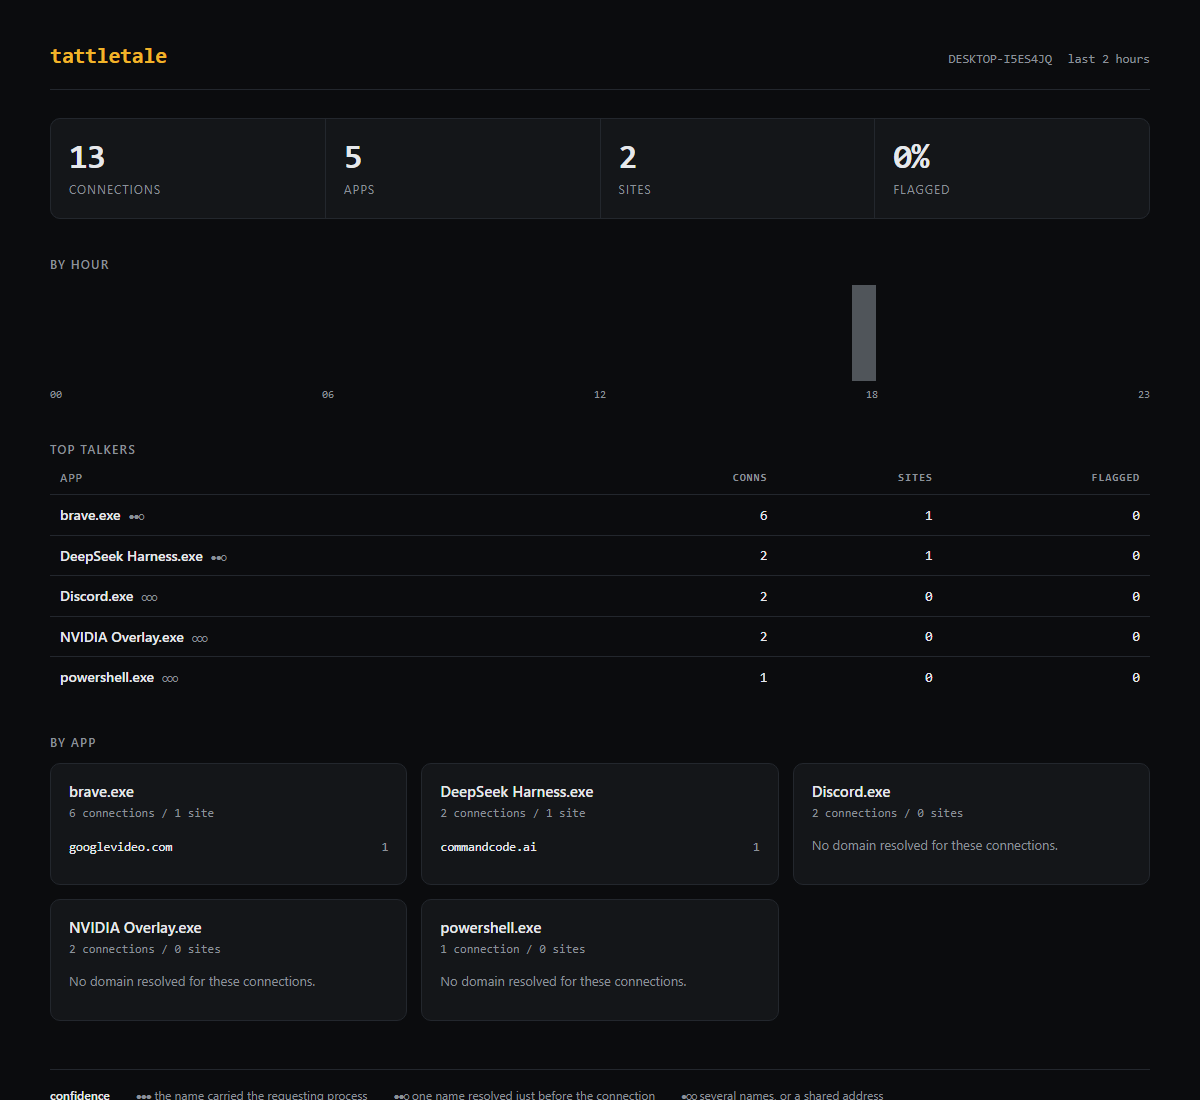 tattletale
DESKTOP-I5ES4JQ last 2 hours
13 5 2 0%
CONNECTIONS APPS SITES FLAGGED
BY HOUR
00 06 12 18 23
TOP TALKERS
APP CONNS SITES FLAGGED
brave.exe ●●○ 6 1 0
DeepSeek Harness.exe ●●○ 2 1 0
Discord.exe ○○○ 2 0 0
NVIDIA Overlay.exe ○○○ 2 0 0
powershell.exe ○○○ 1 0 0
BY APP
brave.exe
6 connections / 1 site
googlevideo.com 1
DeepSeek Harness.exe
2 connections / 1 site
commandcode.ai 1
Discord.exe
2 connections / 0 sites
No domain resolved for these connections.
NVIDIA Overlay.exe
2 connections / 0 sites
No domain resolved for these connections.
powershell.exe
1 connection / 0 sites
No domain resolved for these connections.
confidence ●●● the name carried the requesting process ●●○ one name resolved just before the connection ●○○ several names, or a shared address